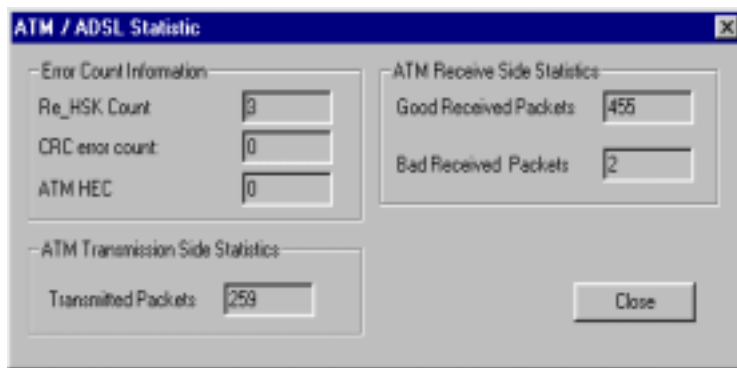 ATM / ADSL Statistic
Error Count Information
Re_HSK Count 3
CRC error count: 0
ATM HEC 0
ATM Receive Side Statistics
Good Received Packets 455
Bad Received Packets 2
ATM Transmission Side Statistics
Transmitted Packets 259
Close